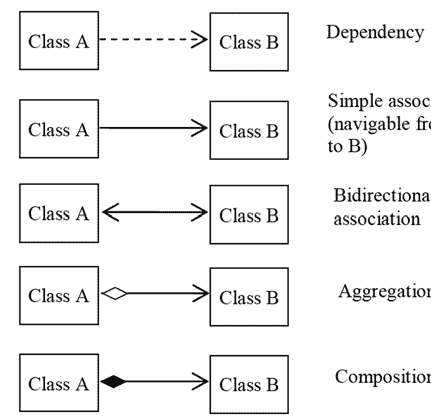 Class A Class B Dependency
Class A Class B Simple assoc
(navigable fr
to B)
Class A Class B Bidirectiona
association
Class A Class B Aggregation
Class A Class B Composition